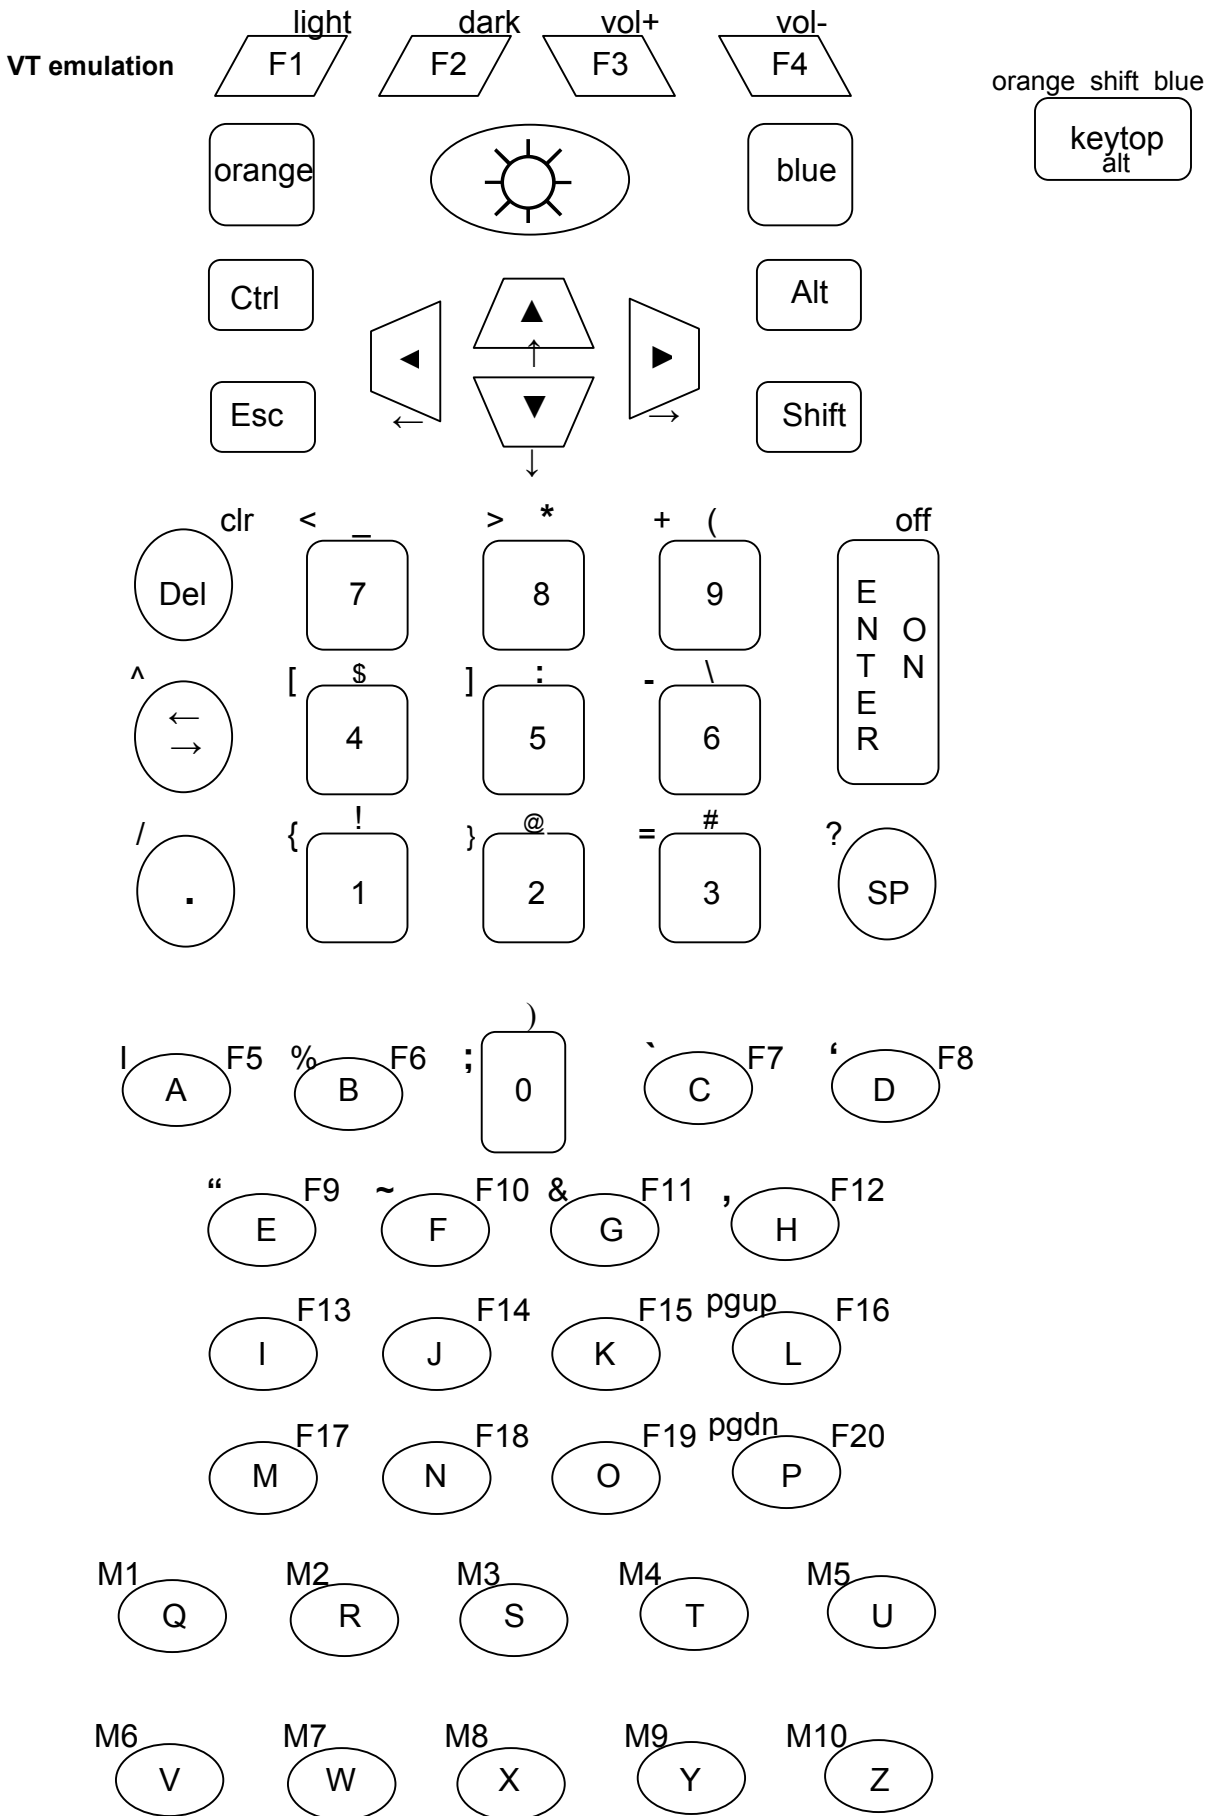 light dark vol+ vol-
VT emulation F1 F2 F3 F4
orange shift blue
keytop
alt
orange blue
Ctrl Alt
▲
◄ ↑ ►
▼
Esc ← → Shift
↓
clr < _ > * + ( off
Del 7 8 9 ENTER ON
^ [ $ ] : - \
← → 4 5 6
/ { ! } @ = # ?
. 1 2 3 SP
)
l F5 % F6 ; ` F7 ‘ F8
A B 0 C D
“ F9 ~ F10 & F11 , F12
E F G H
F13 F14 F15 pgup F16
I J K L
F17 F18 F19 pgdn F20
M N O P
M1 M2 M3 M4 M5
Q R S T U
M6 M7 M8 M9 M10
V W X Y Z